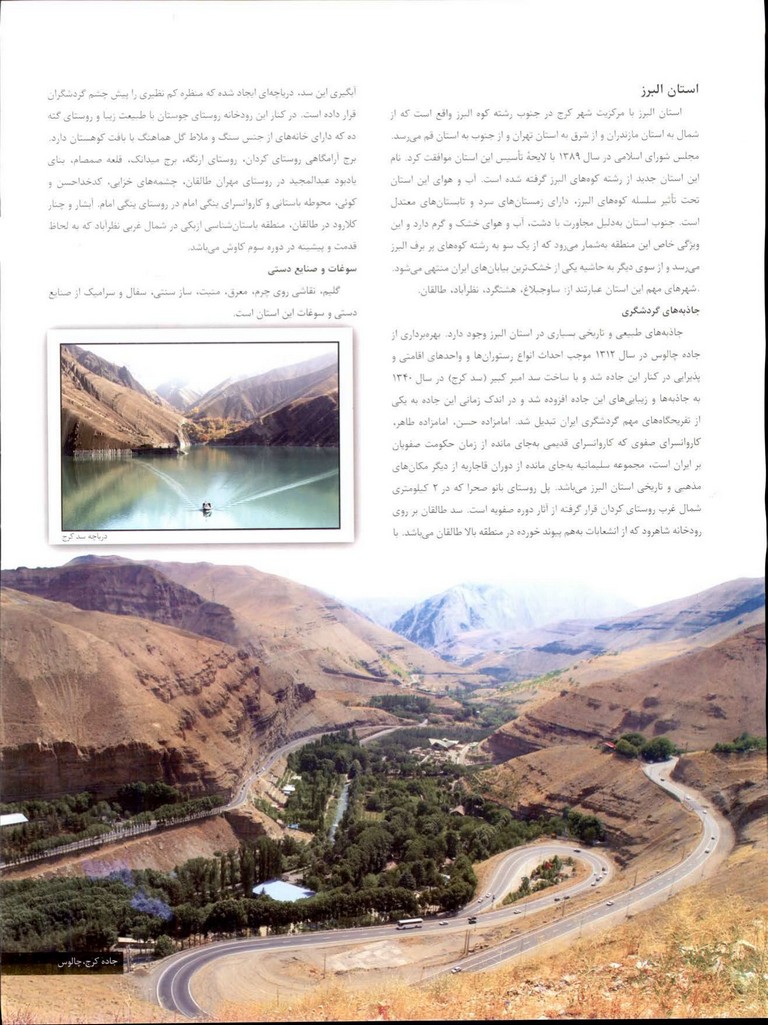 استان البرز
استان البرز با مرکزیت شهر کرج در جنوب رشته کوه البرز واقع است که از
شمال به استان مازندران و از شرق به استان تهران و از جنوب به استان قم می‌رسد.
مجلس شورای اسلامی در سال ۱۳۸۹ با لایحهٔ تأسیس این استان موافقت کرد. نام
این استان جدید از رشته کوه‌های البرز گرفته شده است. آب و هوای این استان
تحت تأثیر سلسله کوه‌های البرز، دارای زمستان‌های سرد و تابستان‌های معتدل
است. جنوب استان به‌دلیل مجاورت با دشت، آب و هوای خشک و گرم دارد و این
ویژگی خاص این منطقه به‌شمار می‌رود که از یک سو به رشته کوه‌های پر برف البرز
می‌رسد و از سوی دیگر به حاشیه یکی از خشک‌ترین بیابان‌های ایران منتهی می‌شود.
.شهرهای مهم این استان عبارتند از: ساوجبلاغ، هشتگرد، نظرآباد، طالقان.
جاذبه‌های گردشگری
جاذبه‌های طبیعی و تاریخی بسیاری در استان البرز وجود دارد. بهره‌برداری از
جاده چالوس در سال ۱۳۱۲ موجب احداث انواع رستوران‌ها و واحدهای اقامتی و
پذیرایی در کنار این جاده شد و با ساخت سد امیر کبیر (سد کرج) در سال ۱۳۴۰
به جاذبه‌ها و زیبایی‌های این جاده افزوده شد و در اندک زمانی این جاده به یکی
از تفریحگاه‌های مهم گردشگری ایران تبدیل شد. امامزاده حسن، امامزاده طاهر،
کاروانسرای صفوی که کاروانسرای قدیمی به‌جای مانده از زمان حکومت صفویان
بر ایران است، مجموعه سلیمانیه به‌جای مانده از دوران قاجاریه از دیگر مکان‌های
مذهبی و تاریخی استان البرز می‌باشد. پل روستای بانو صحرا که در ۲ کیلومتری
شمال غرب روستای کردان قرار گرفته از آثار دوره صفویه است. سد طالقان بر روی
رودخانه شاهرود که از انشعابات به‌هم پیوند خورده در منطقه بالا طالقان می‌باشد. با
آبگیری این سد، دریاچه‌ای ایجاد شده که منظره کم نظیری را پیش چشم گردشگران
قرار داده است. در کنار این رودخانه روستای جوستان با طبیعت زیبا و روستای گته
ده که دارای خانه‌های از جنس سنگ و ملاط گل هماهنگ با بافت کوهستان دارد.
برج آرامگاهی روستای کردان، روستای ارنگه، برج میدانک، قلعه صمصام، بنای
یادبود عبدالمجید در روستای مهران طالقان، چشمه‌های خزایی، کدخداحسن و
کوئی، محوطه باستانی و کاروانسرای ینگی امام در روستای ینگی امام. آبشار و چنار
کلارود در طالقان، منطقه باستان‌شناسی ازبکی در شمال غربی نظرآباد که به لحاظ
قدمت و پیشینه در دوره سوم کاوش می‌باشد.
سوغات و صنایع دستی
گلیم، نقاشی روی چرم، معرق، منبت، ساز سنتی، سفال و سرامیک از صنایع
دستی و سوغات این استان است.
دریاچه سد کرج
جاده کرج،چالوس